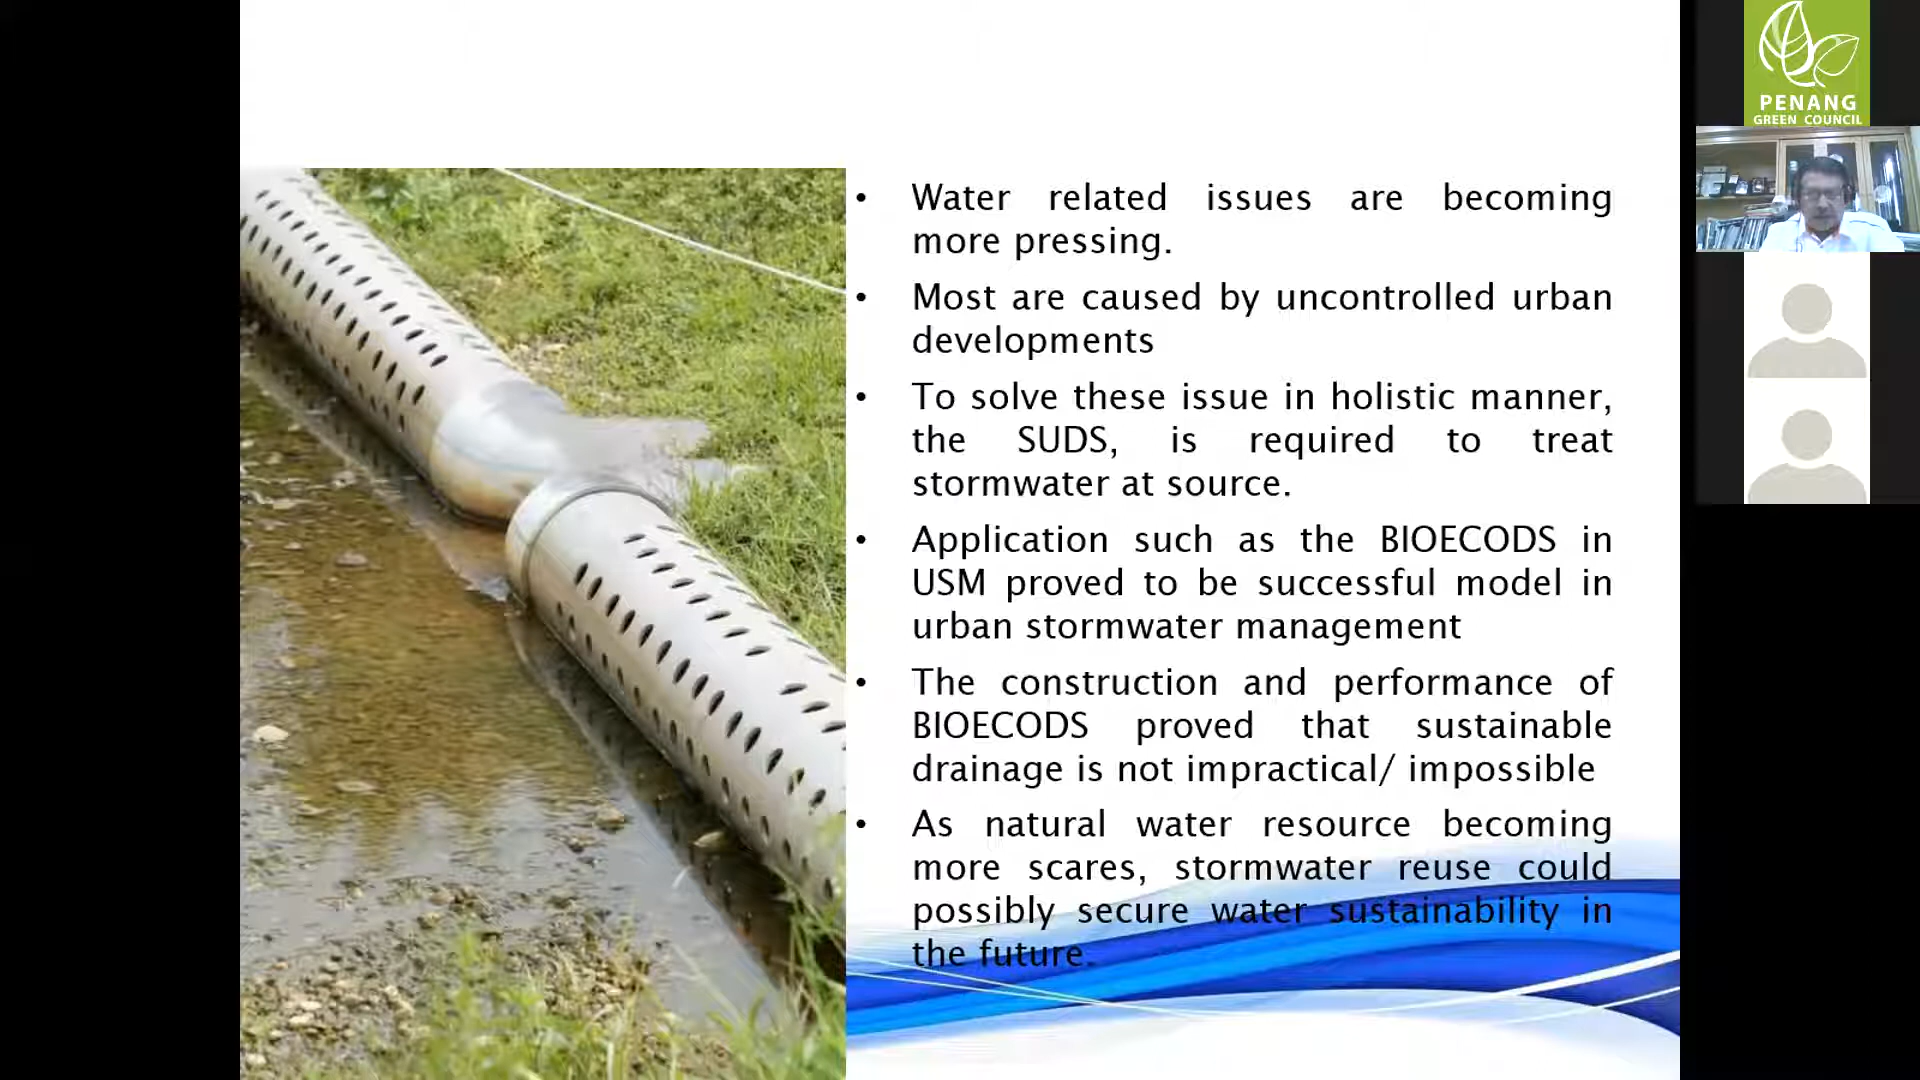 • Water related issues are becoming
more pressing.
• Most are caused by uncontrolled urban
developments
• To solve these issue in holistic manner,
the SUDS, is required to treat
stormwater at source.
• Application such as the BIOECODS in
USM proved to be successful model in
urban stormwater management
• The construction and performance of
BIOECODS proved that sustainable
drainage is not impractical/ impossible
• As natural water resource becoming
more scares, stormwater reuse could
possibly secure water sustainability in
the future.
PENANG
GREEN COUNCIL